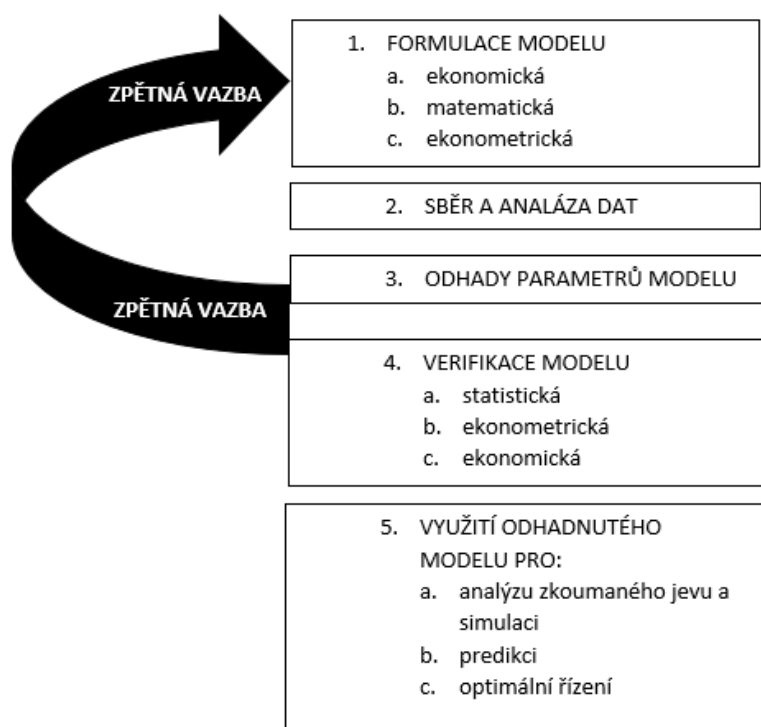 ZPĚTNÁ VAZBA
1. FORMULACE MODELU
a. ekonomická
b. matematická
c. ekonometrická
2. SBĚR A ANALÁZA DAT
ZPĚTNÁ VAZBA
3. ODHADY PARAMETRŮ MODELU
4. VERIFIKACE MODELU
a. statistická
b. ekonometrická
c. ekonomická
5. VYUŽITÍ ODHADNUTÉHO
MODELU PRO:
a. analýzu zkoumaného jevu a
simulaci
b. predikci
c. optimální řízení